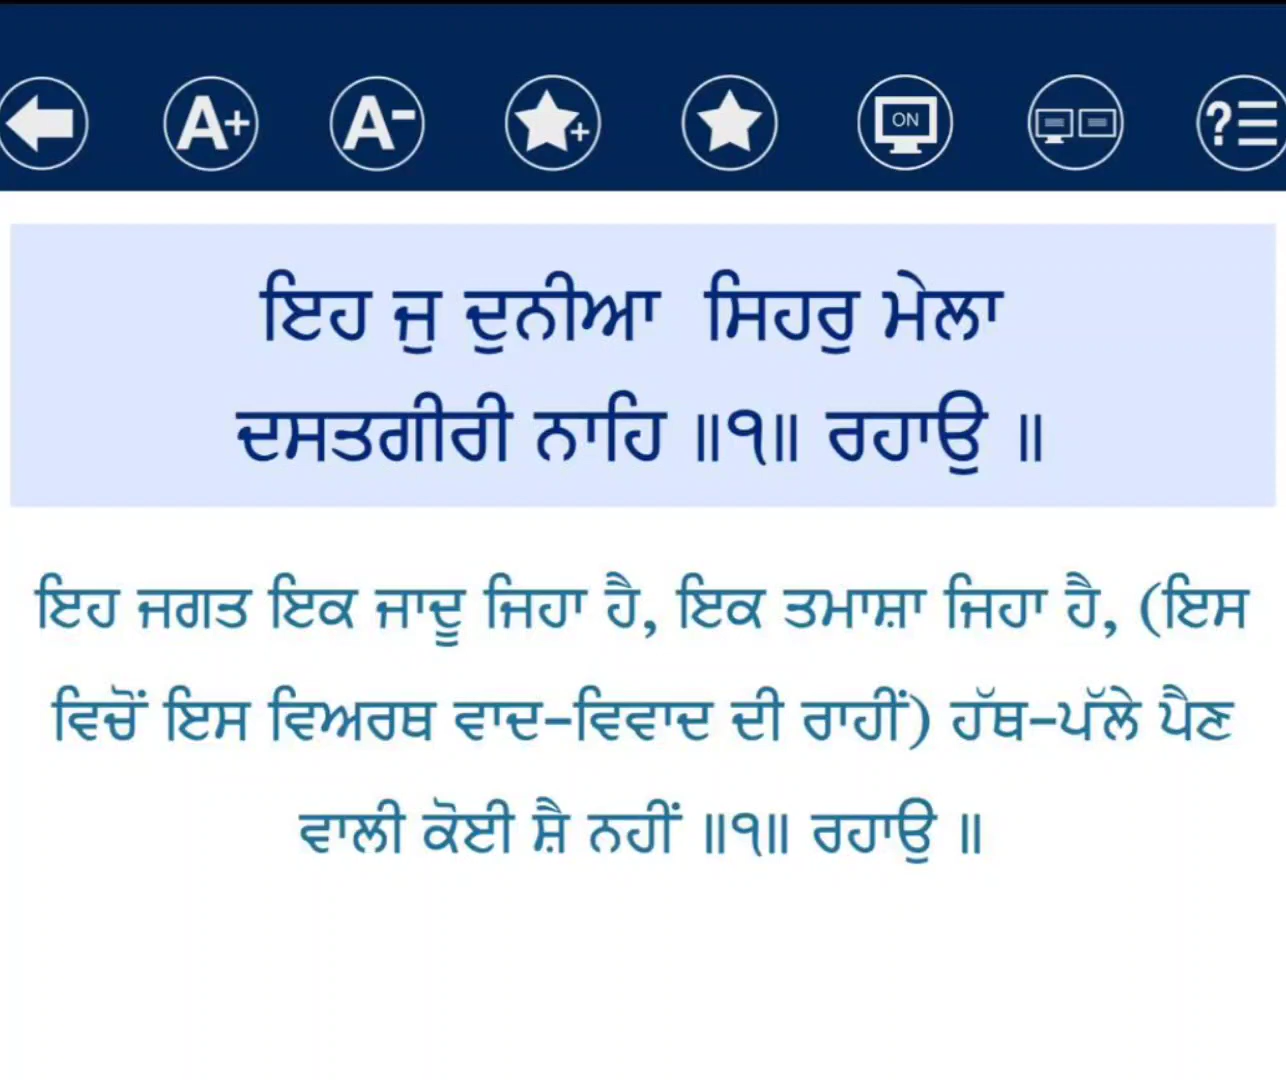 A+ A- ON ?
ਇਹ ਜੁ ਦੁਨੀਆ ਸਿਹਰੁ ਮੇਲਾ
ਦਸਤਗੀਰੀ ਨਾਹਿ ॥੧॥ ਰਹਾਉ ॥
ਇਹ ਜਗਤ ਇਕ ਜਾਦੂ ਜਿਹਾ ਹੈ, ਇਕ ਤਮਾਸ਼ਾ ਜਿਹਾ ਹੈ, (ਇਸ
ਵਿਚੋਂ ਇਸ ਵਿਅਰਥ ਵਾਦ-ਵਿਵਾਦ ਦੀ ਰਾਹੀਂ) ਹੱਥ-ਪੱਲੇ ਪੈਣ
ਵਾਲੀ ਕੋਈ ਸ਼ੈ ਨਹੀਂ ॥੧॥ ਰਹਾਉ ॥